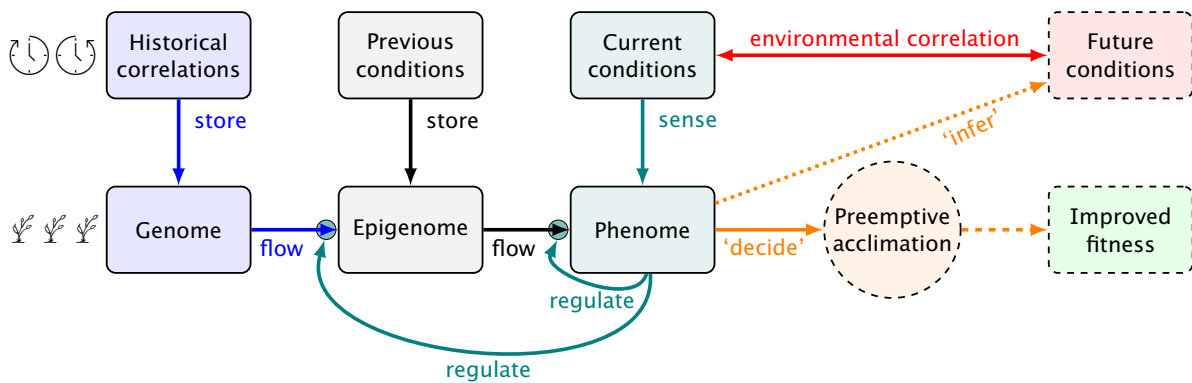 Historical
correlations
Previous
conditions
Current
conditions
environmental correlation
Future
conditions
store
store
sense
'infer'
Genome
flow
Epigenome
flow
Phenome
'decide'
Preemptive
acclimation
Improved
fitness
regulate
regulate